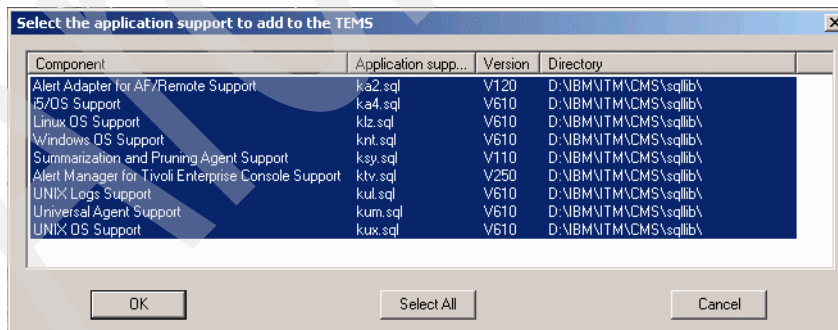 Select the application support to add to the TEMS
Component Application supp... Version Directory
Alert Adapter for AF/Remote Support ka2.sql V120 D:\IBM\ITM\CMS\sqllib\
i5/OS Support ka4.sql V610 D:\IBM\ITM\CMS\sqllib\
Linux OS Support klz.sql V610 D:\IBM\ITM\CMS\sqllib\
Windows OS Support knt.sql V610 D:\IBM\ITM\CMS\sqllib\
Summarization and Pruning Agent Support ksy.sql V110 D:\IBM\ITM\CMS\sqllib\
Alert Manager for Tivoli Enterprise Console Support ktv.sql V250 D:\IBM\ITM\CMS\sqllib\
UNIX Logs Support kul.sql V610 D:\IBM\ITM\CMS\sqllib\
Universal Agent Support kum.sql V610 D:\IBM\ITM\CMS\sqllib\
UNIX OS Support kux.sql V610 D:\IBM\ITM\CMS\sqllib\
OK Select All Cancel